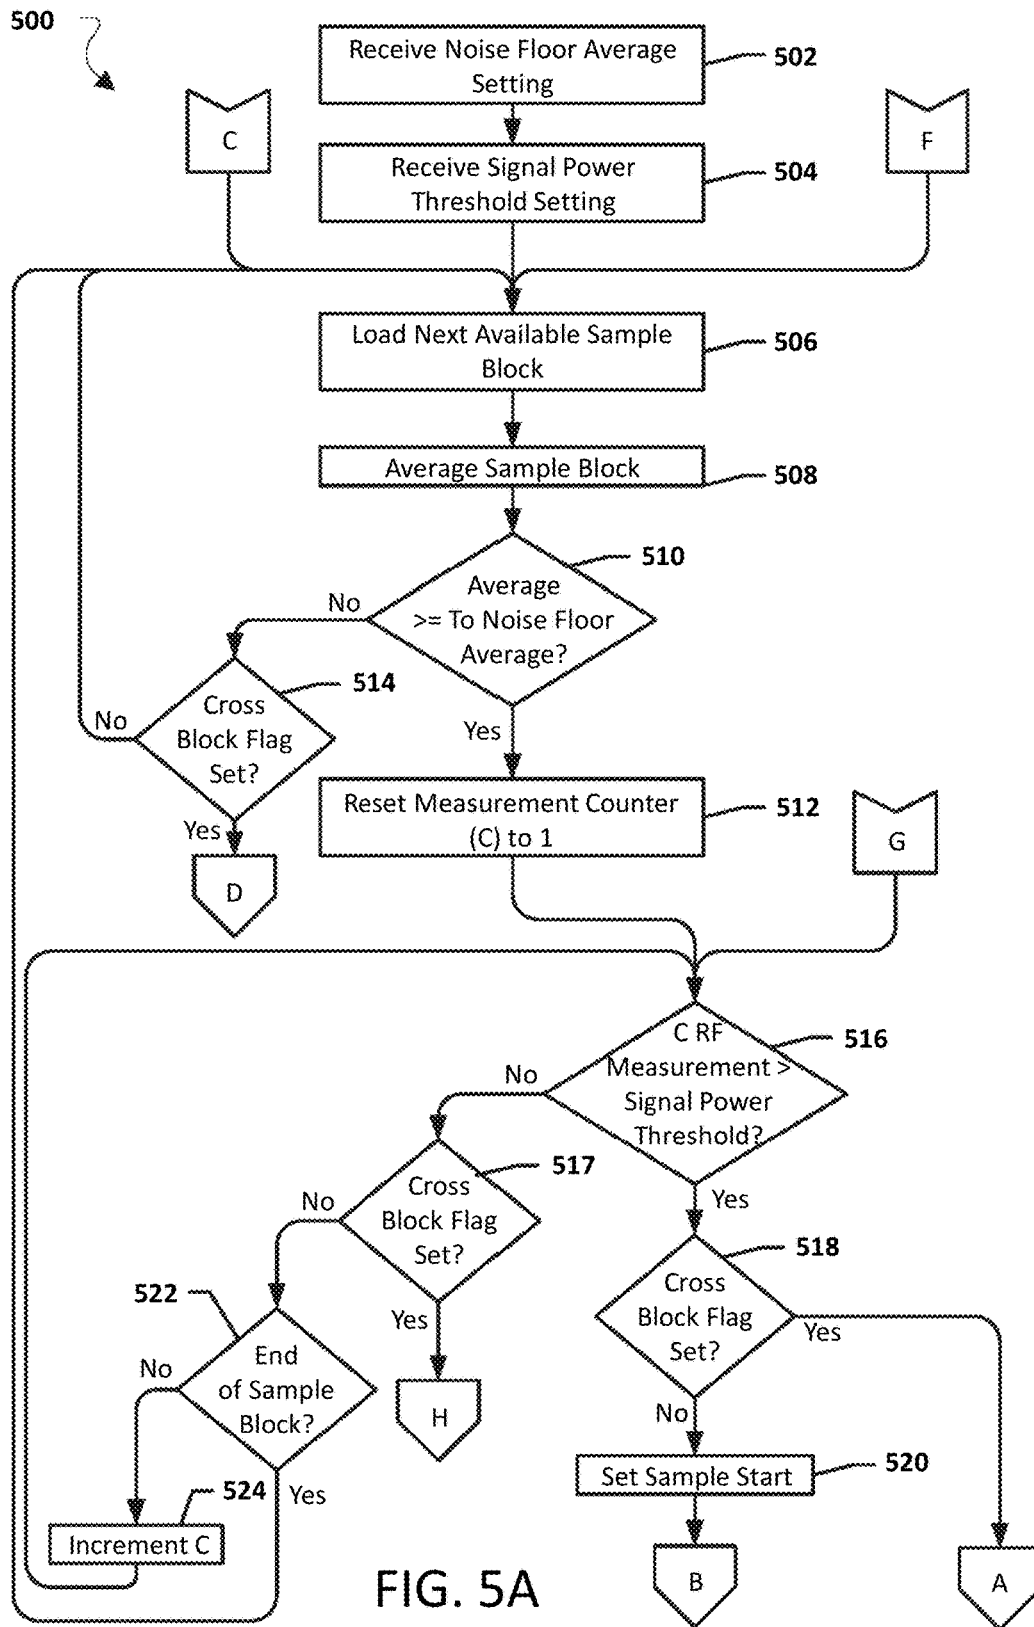 500
Receive Noise Floor Average
Setting
502
C
F
Receive Signal Power
Threshold Setting
504
Load Next Available Sample
Block
506
Average Sample Block
508
510
Average
>= To Noise Floor
Average?
No
514
Cross
Block Flag
Set?
No
Yes
Yes
D
Reset Measurement Counter
(C) to 1
512
G
C RF
Measurement >
Signal Power
Threshold?
516
No
517
Cross
Block Flag
Set?
No
Yes
Yes
518
Cross
Block Flag
Set?
Yes
No
522
End
of Sample
Block?
No
Yes
H
Set Sample Start
520
524
Increment C
B
A
FIG. 5A